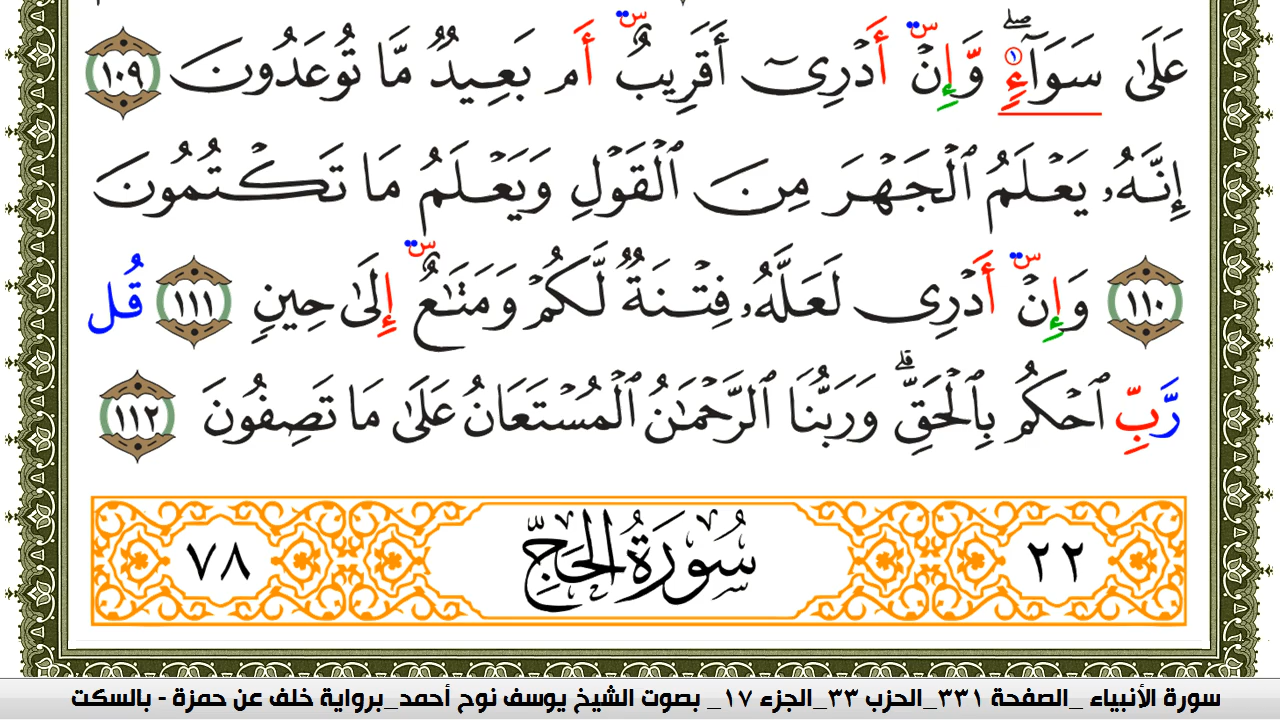 عَلَىٰ سَوَآءٍۖ ۱ وَّإِنۡ س أَدۡرِىٓ أَقَرِيبٌ س أَم بَعِيدٌ مَّا تُوعَدُونَ ١٠٩
إِنَّهُۥ يَعۡلَمُ ٱلۡجَهۡرَ مِنَ ٱلۡقَوۡلِ وَيَعۡلَمُ مَا تَكۡتُمُونَ
١١٠ وَإِنۡ س أَدۡرِى لَعَلَّهُۥ فِتۡنَةٌ لَّكُمۡ وَمَتَٰعٌ س إِلَىٰ حِينٍ ١١١ قُل
رَّبِّ ٱحۡكُم بِٱلۡحَقِّۗ وَرَبُّنَا ٱلرَّحۡمَٰنُ ٱلۡمُسۡتَعَانُ عَلَىٰ مَا تَصِفُونَ ١١٢
٢٢ سُورَةُ الحَجِّ ٧٨
سورة الأنبياء _الصفحة ٣٣١_الحزب ٣٣_الجزء ١٧_ بصوت الشيخ يوسف نوح أحمد_برواية خلف عن حمزة - بالسكت